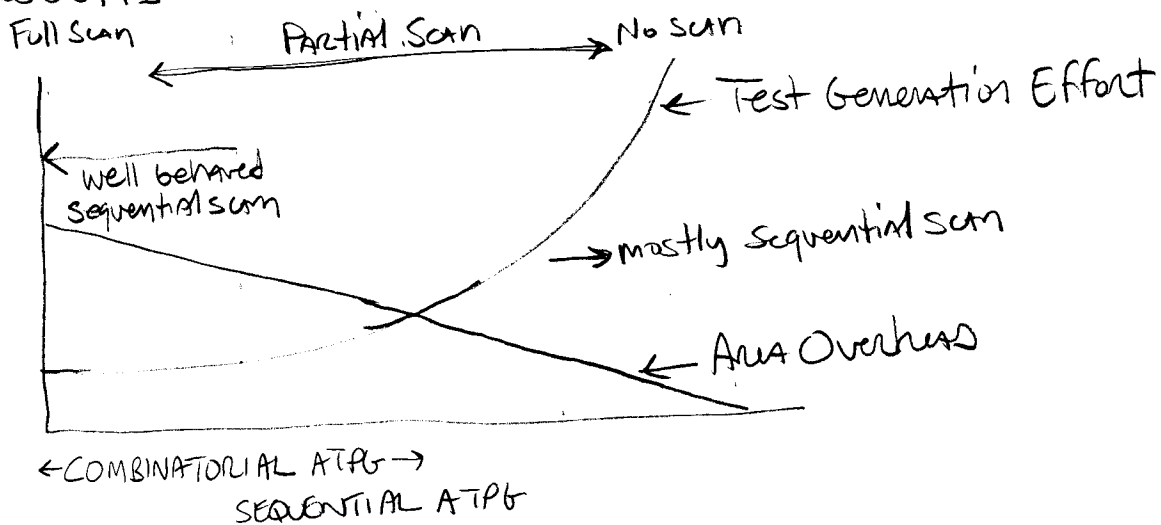 Full Scan
Partial Scan
No scan
Test Generation Effort
well behaved
sequential scan
mostly sequential scan
Area Overhead
←COMBINATORIAL ATPG→
SEQUENTIAL ATPG